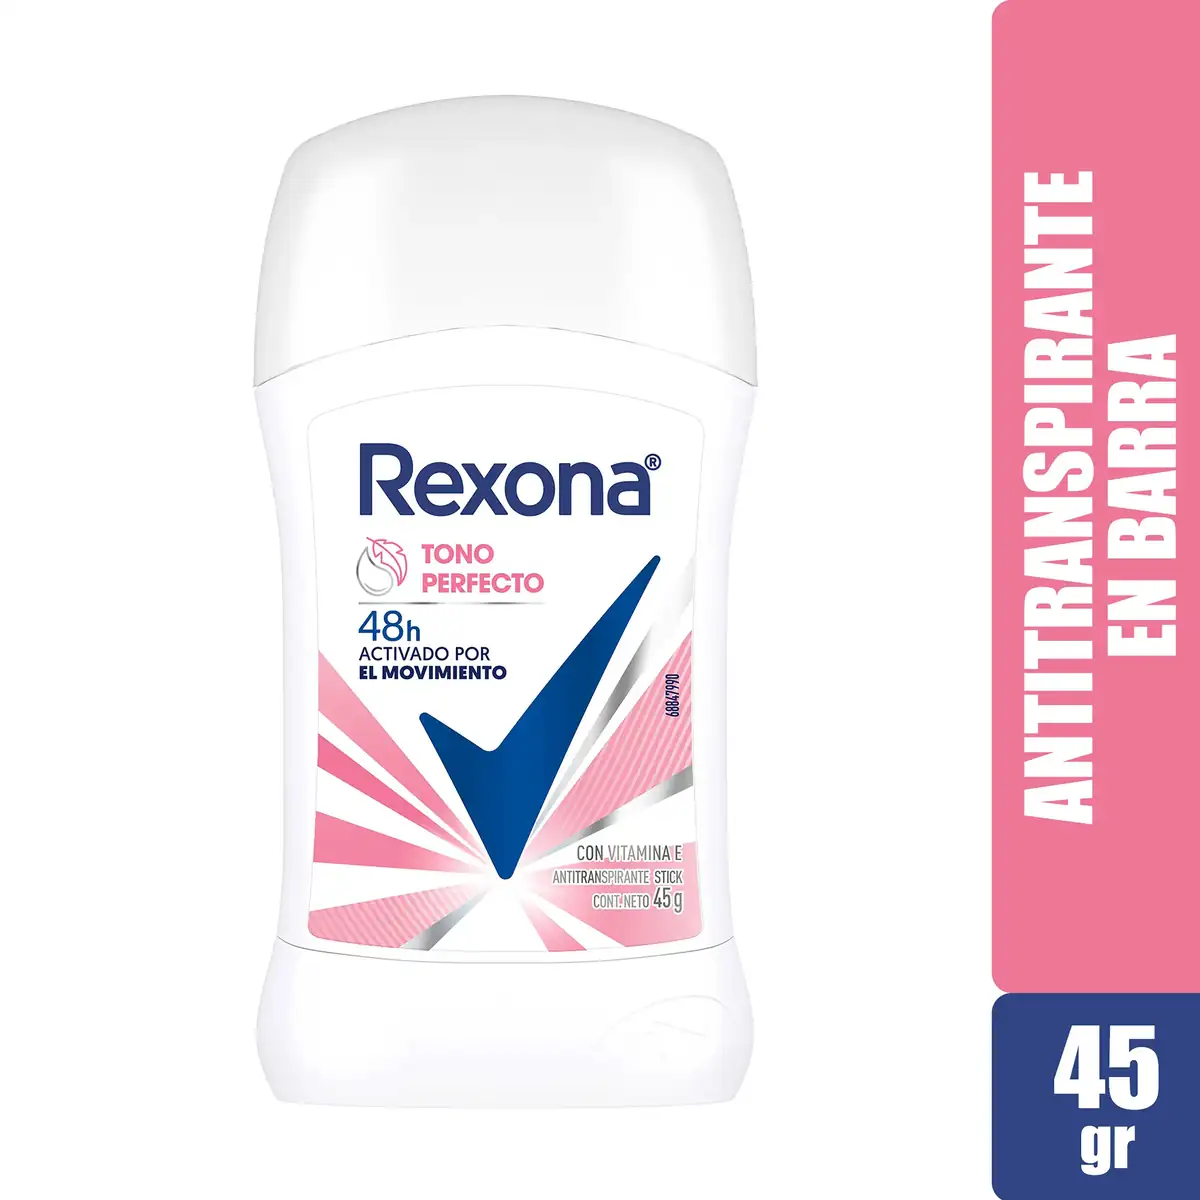 Rexona®
TONO
PERFECTO
48h
ACTIVADO POR
EL MOVIMIENTO
68847990
CON VITAMINA E
ANTITRANSPIRANTE STICK
CONT. NETO 45 g
ANTITRANSPIRANTE
EN BARRA
45
gr